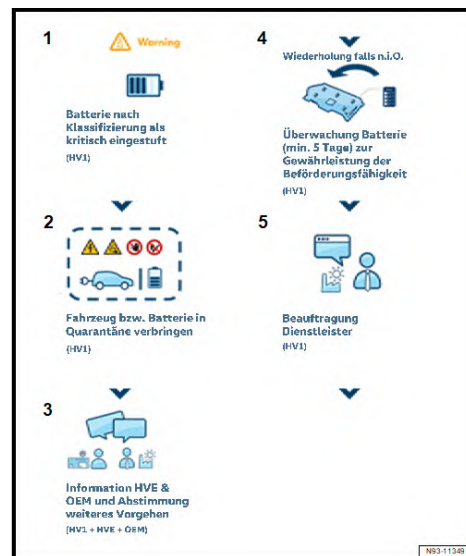 1
Warning
Batterie nach
Klassifizierung als
kritisch eingestuft
(HV1)
2
Fahrzeug bzw. Batterie in
Quarantäne verbringen
(HV1)
3
Information HVE &
OEM und Abstimmung
weiteres Vorgehen
(HV1 + HVE + OEM)
4
Wiederholung falls n.i.O.
Überwachung Batterie
(min. 5 Tage) zur
Gewährleistung der
Beförderungsfähigkeit
(HV1)
5
Beauftragung
Dienstleister
(HV1)
N93-11349